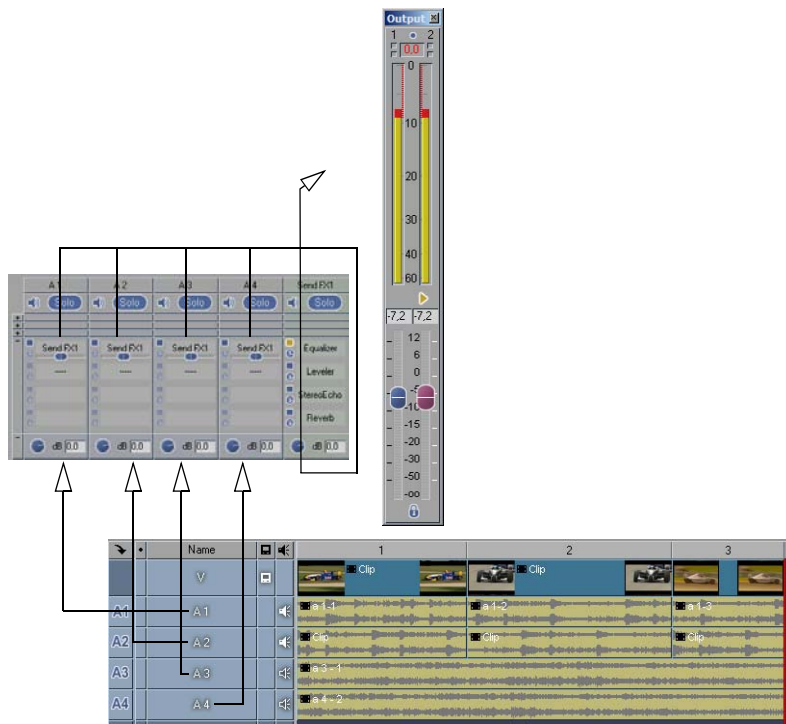 Output
1 2
0,0
0
10
20
30
40
60
-7,2 -7,2
12
6
0
-5
-10
-15
-20
-30
-50
-oo
A 1 A 2 A 3 A 4 Send FX1
Solo Solo Solo Solo Solo
Send FX1 Send FX1 Send FX1 Send FX1 Equalizer
---- ---- ---- ---- Leveler
StereoEcho
Reverb
dB 0,0 dB 0,0 dB 0,0 dB 0,0 dB 0,0
Name 1 2 3
V Clip Clip
A1 A 1 a 1-1 a 1-2 a 1-3
A2 A 2 Clip Clip Clip
A3 A 3 a 3 - 1
A4 A 4 a 4 - 2